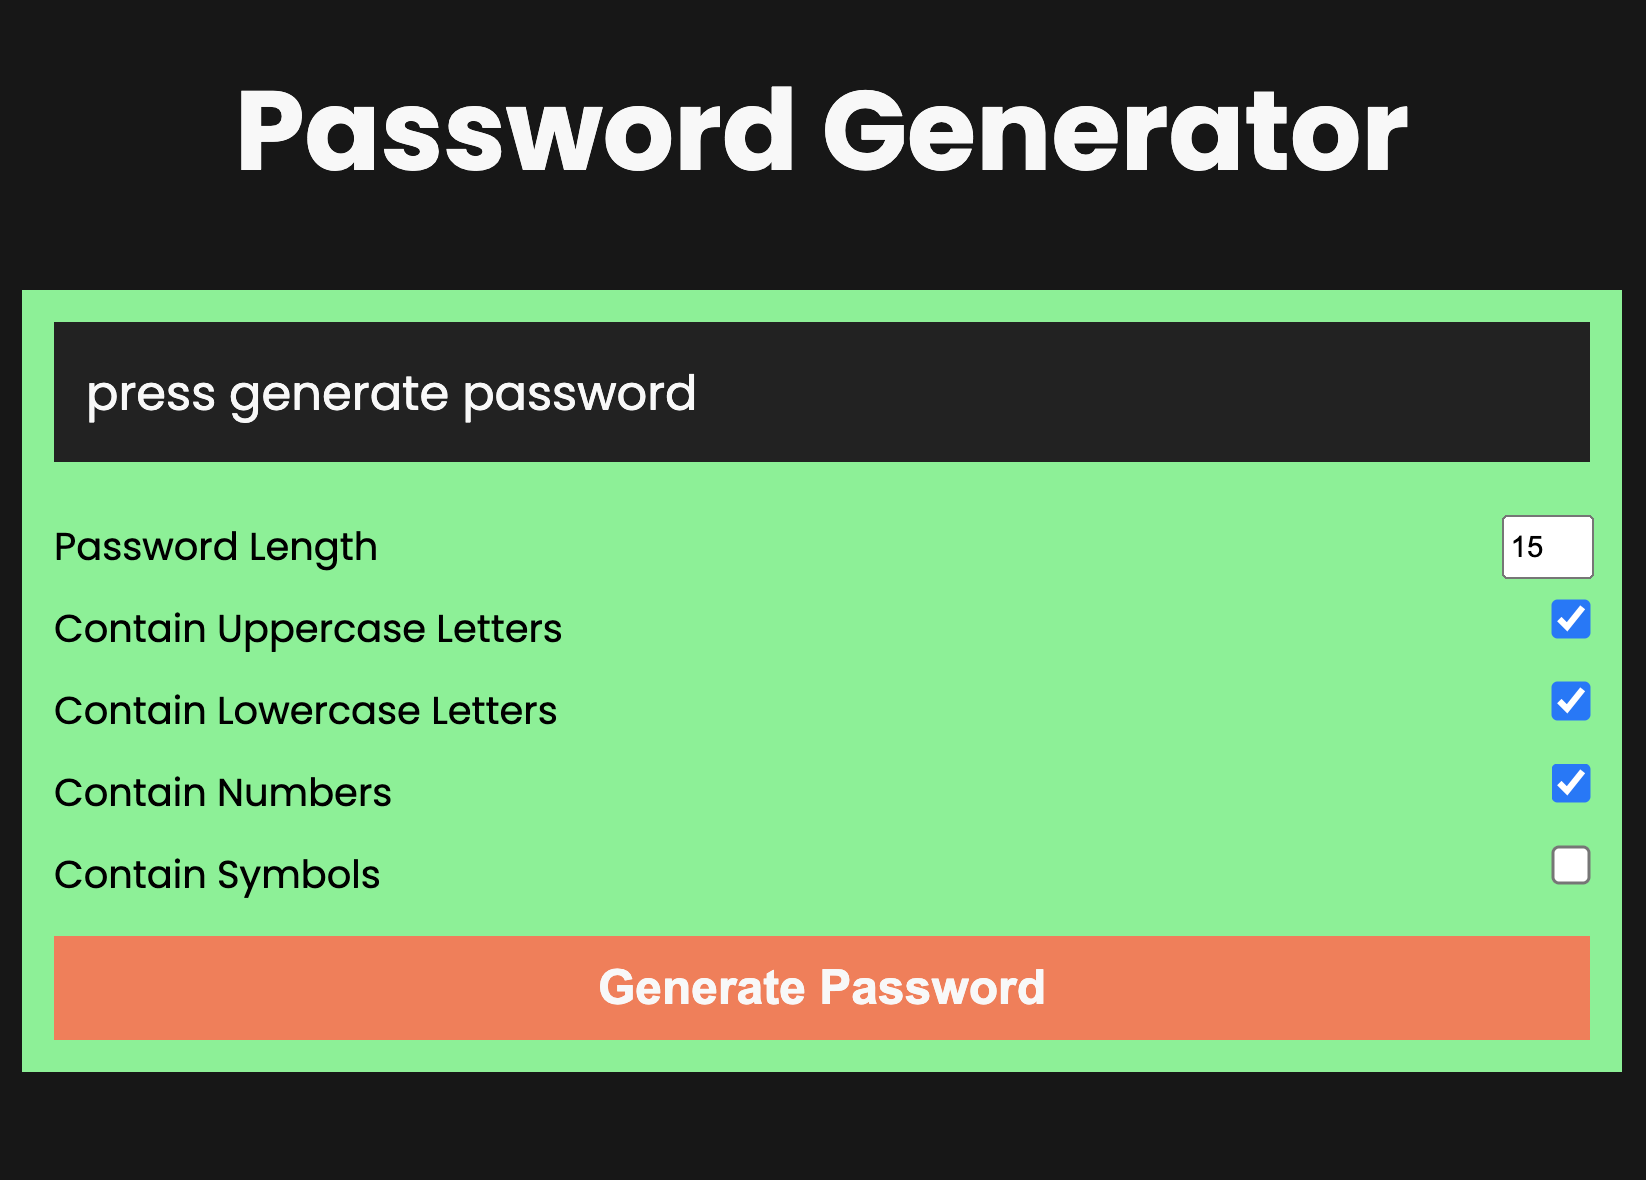 Password Generator
press generate password
Password Length
15
Contain Uppercase Letters
Contain Lowercase Letters
Contain Numbers
Contain Symbols
Generate Password